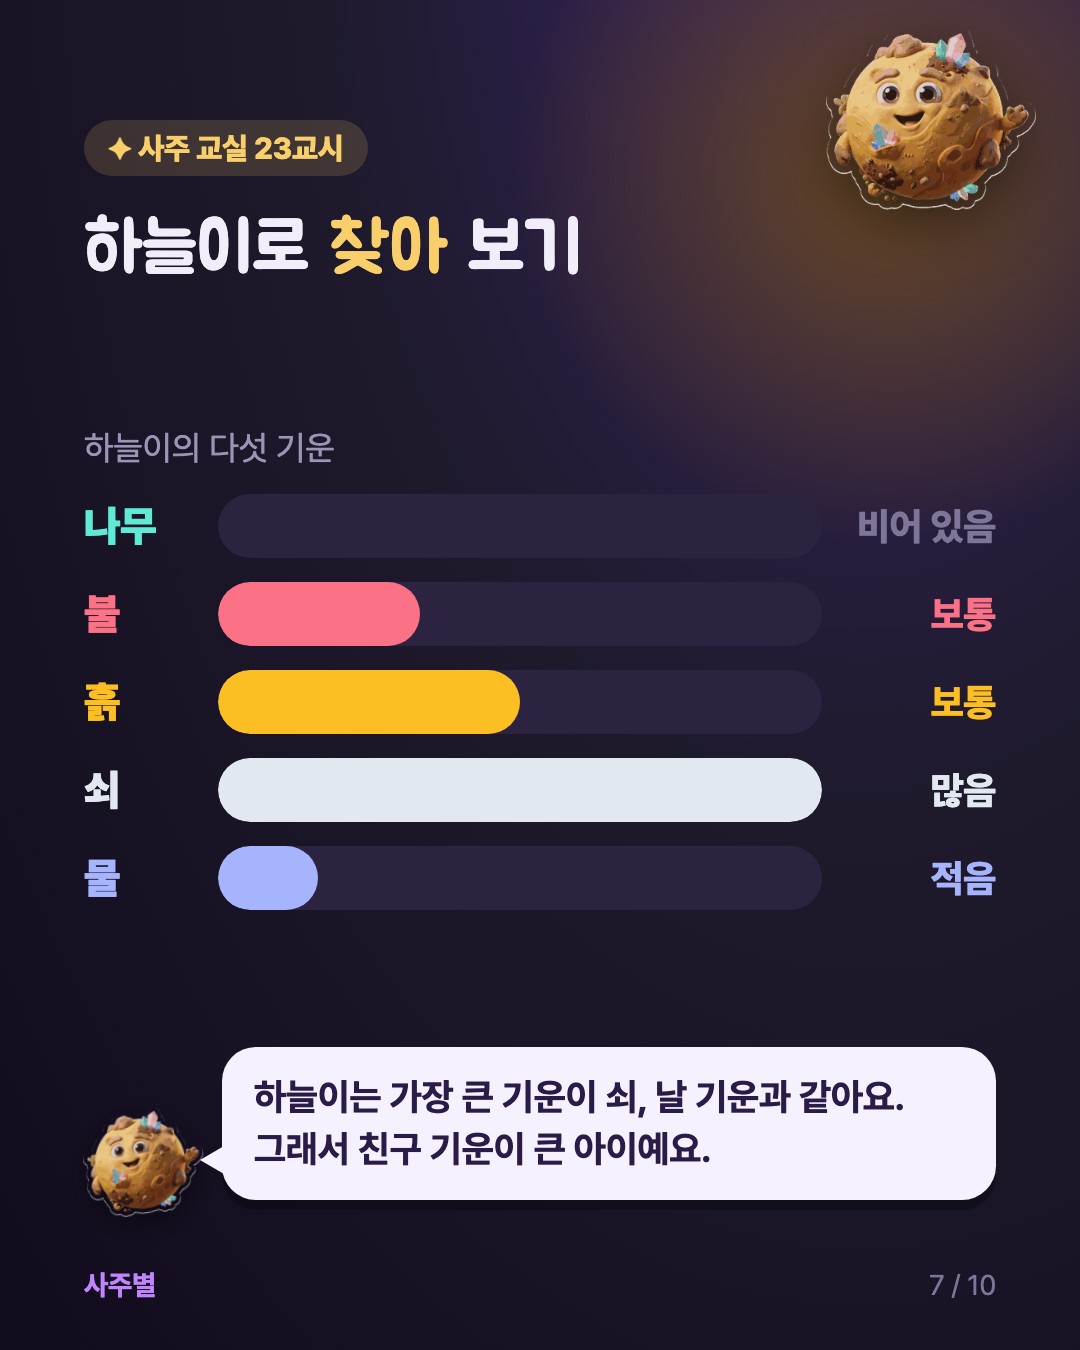 ✦ 사주 교실 23교시
하늘이로 찾아 보기
하늘이의 다섯 기운
나무 비어 있음
불 보통
흙 보통
쇠 많음
물 적음
하늘이는 가장 큰 기운이 쇠, 날 기운과 같아요.
그래서 친구 기운이 큰 아이예요.
사주별 7 / 10